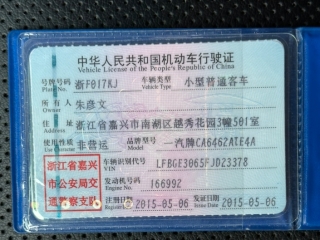 中华人民共和国机动车行驶证
Vehicle License of the People's Republic of China
号牌号码 浙F017KJ 车辆类型 小型普通客车
Plate No. Vehicle Type
所有人 朱彦文
Owner
住址 浙江省嘉兴市南湖区越秀花园3幢501室
Address
使用性质 非营运 品牌型号 一汽牌CA6462ATE4A
Use Character Model
浙江省嘉兴市公安局交通警察支队
车辆识别代号 LFBGE3065FJD23378
VIN
发动机号码 166992
Engine No.
注册日期 2015-05-06 发证日期 2015-05-06
Register Date Issue Date